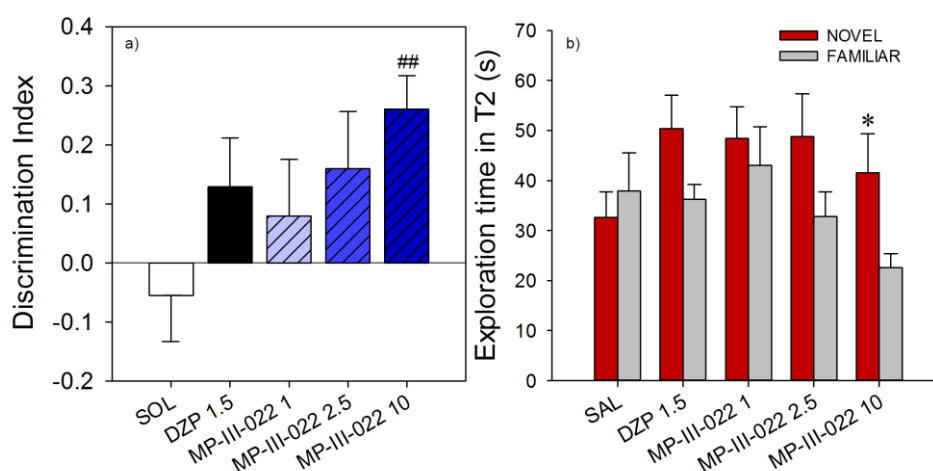 a)
##
Discrimination Index
0.4
0.3
0.2
0.1
0.0
-0.1
-0.2
SOL
DZP 1.5
MP-III-022 1
MP-III-022 2.5
MP-III-022 10
b)
NOVEL
FAMILIAR
*
Exploration time in T2 (s)
70
60
50
40
30
20
10
0
SAL
DZP 1.5
MP-III-022 1
MP-III-022 2.5
MP-III-022 10